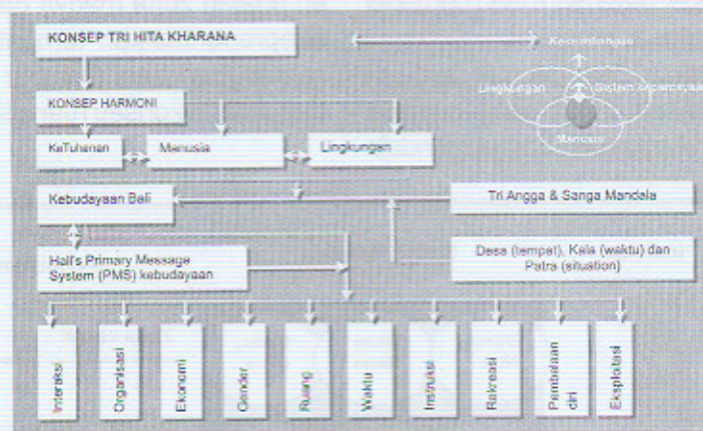 KONSEP TRI HITA KHARANA
Keseimbangan
Lingkungan
Manusia
KONSEP HARMONI
KeTuhanan
Manusia
Lingkungan
Kebudayaan Bali
Tri Angga & Sanga Mandala
Hall's Primary Message
System (PMS) kebudayaan
Desa (tempat), Kala (waktu) dan
Patra (situation)
Interaksi
Organisasi
Ekonomi
Gender
Ruang
Waktu
Instruksi
Rekreasi
Pembelaan
diri
Eksploitasi